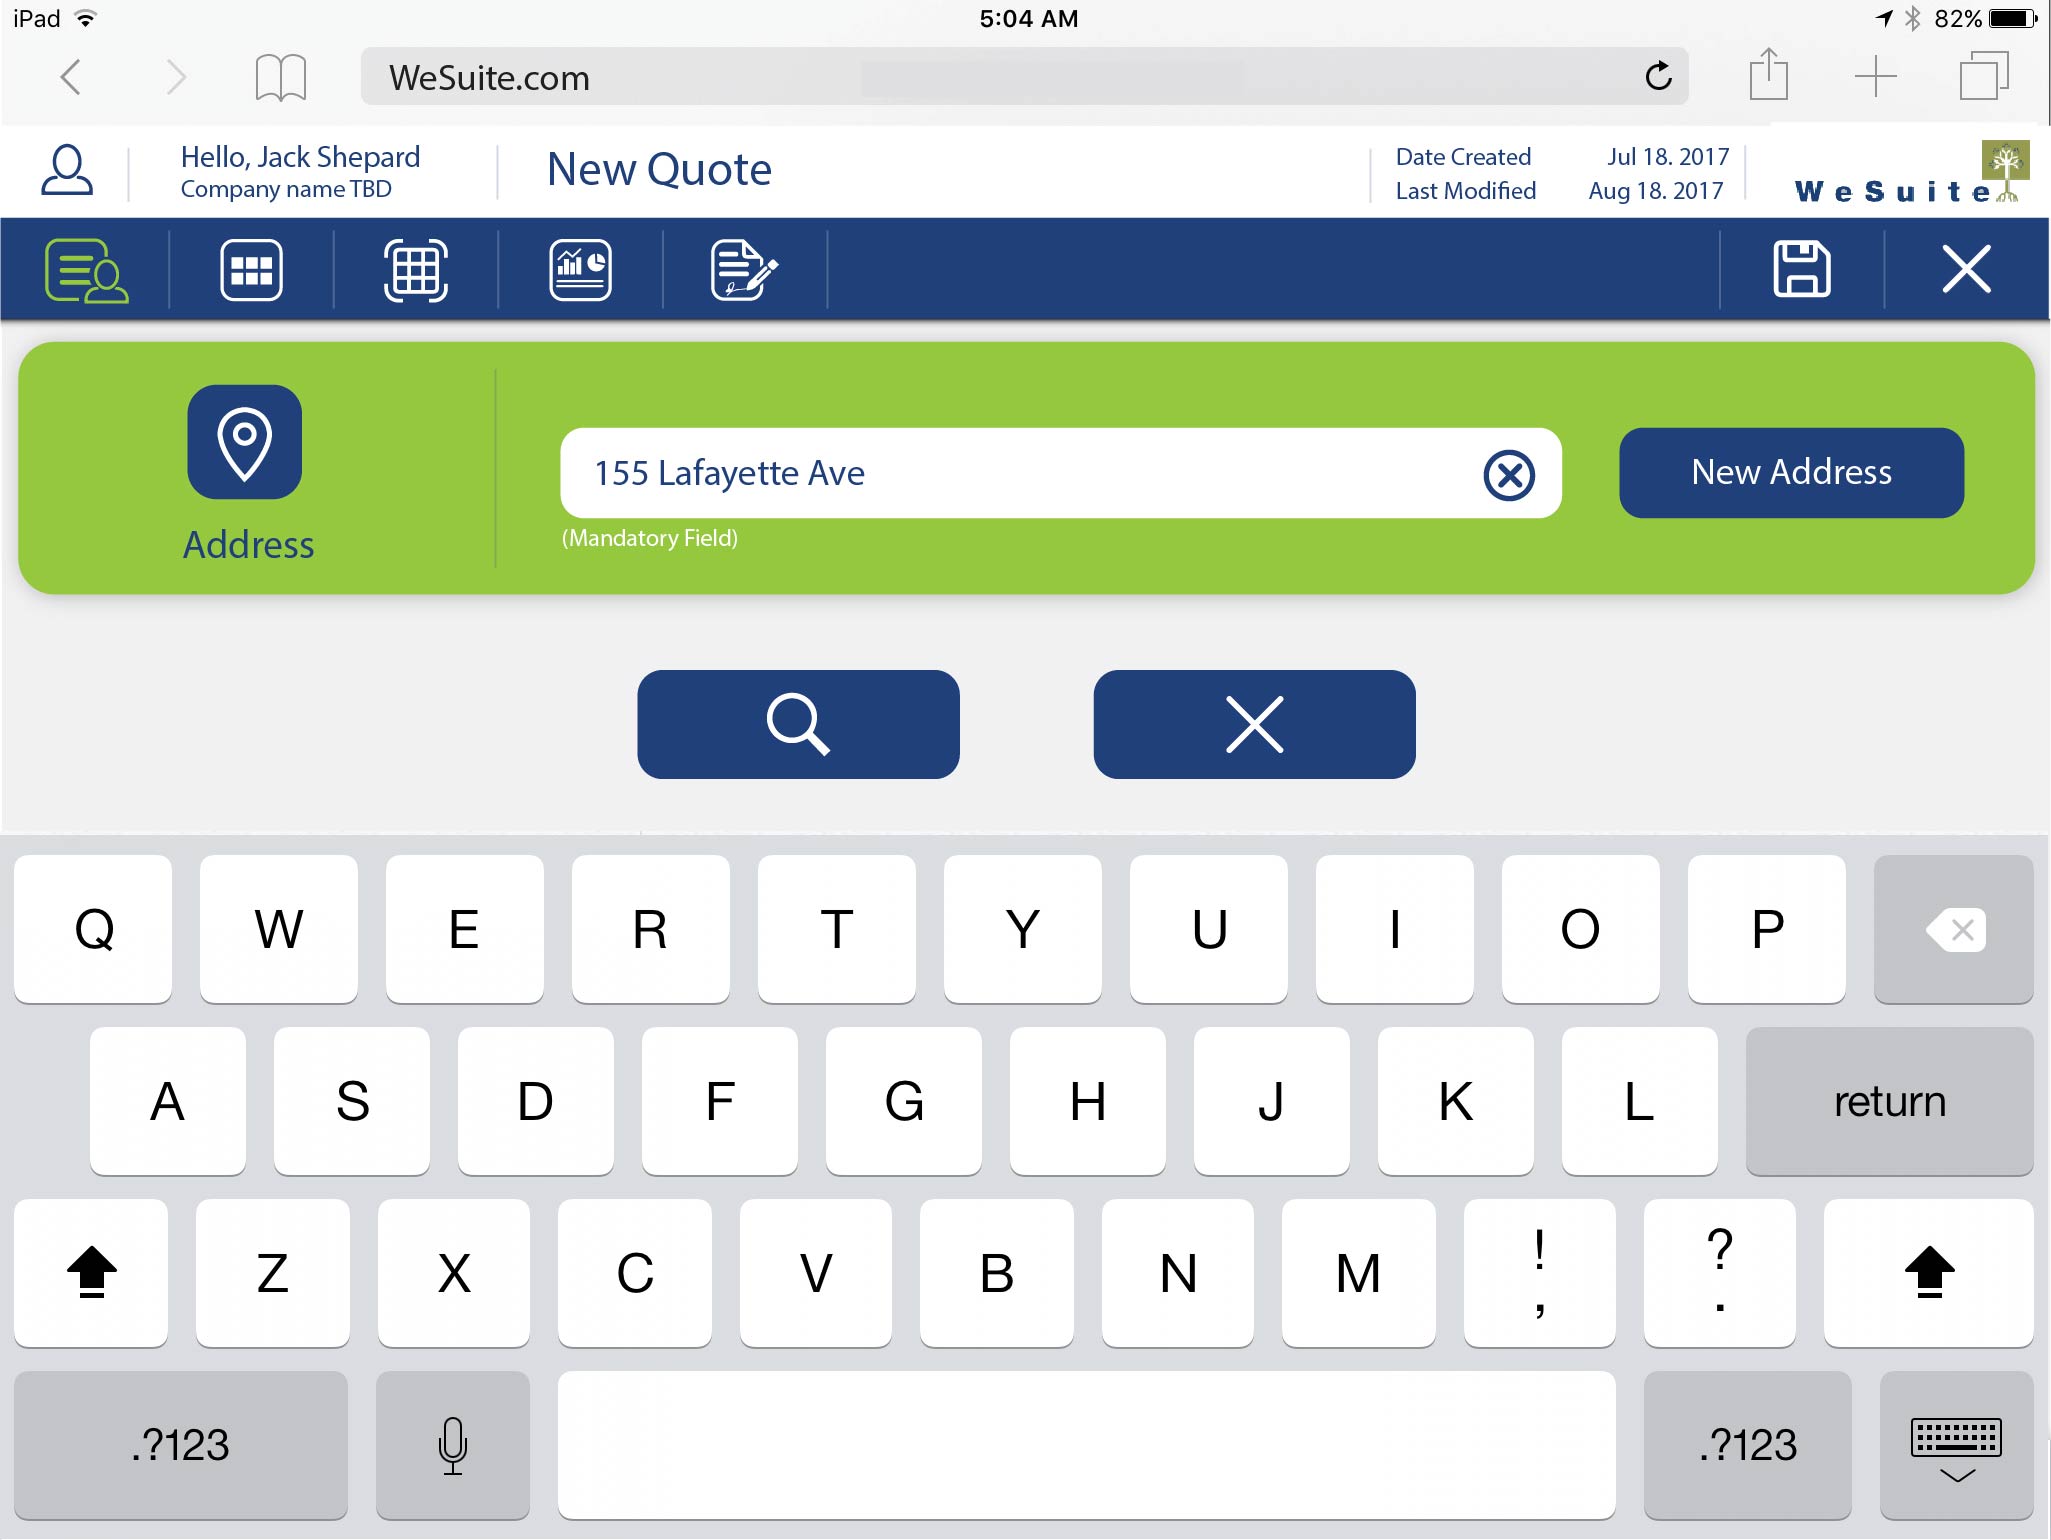 iPad 5:04 AM 82%
WeSuite.com
Hello, Jack Shepard
Company name TBD
New Quote
Date Created Jul 18. 2017
Last Modified Aug 18. 2017
WeSuite
155 Lafayette Ave
New Address
(Mandatory Field)
Address
Q W E R T Y U I O P
A S D F G H J K L return
Z X C V B N M ! , ? .
.?123 .?123